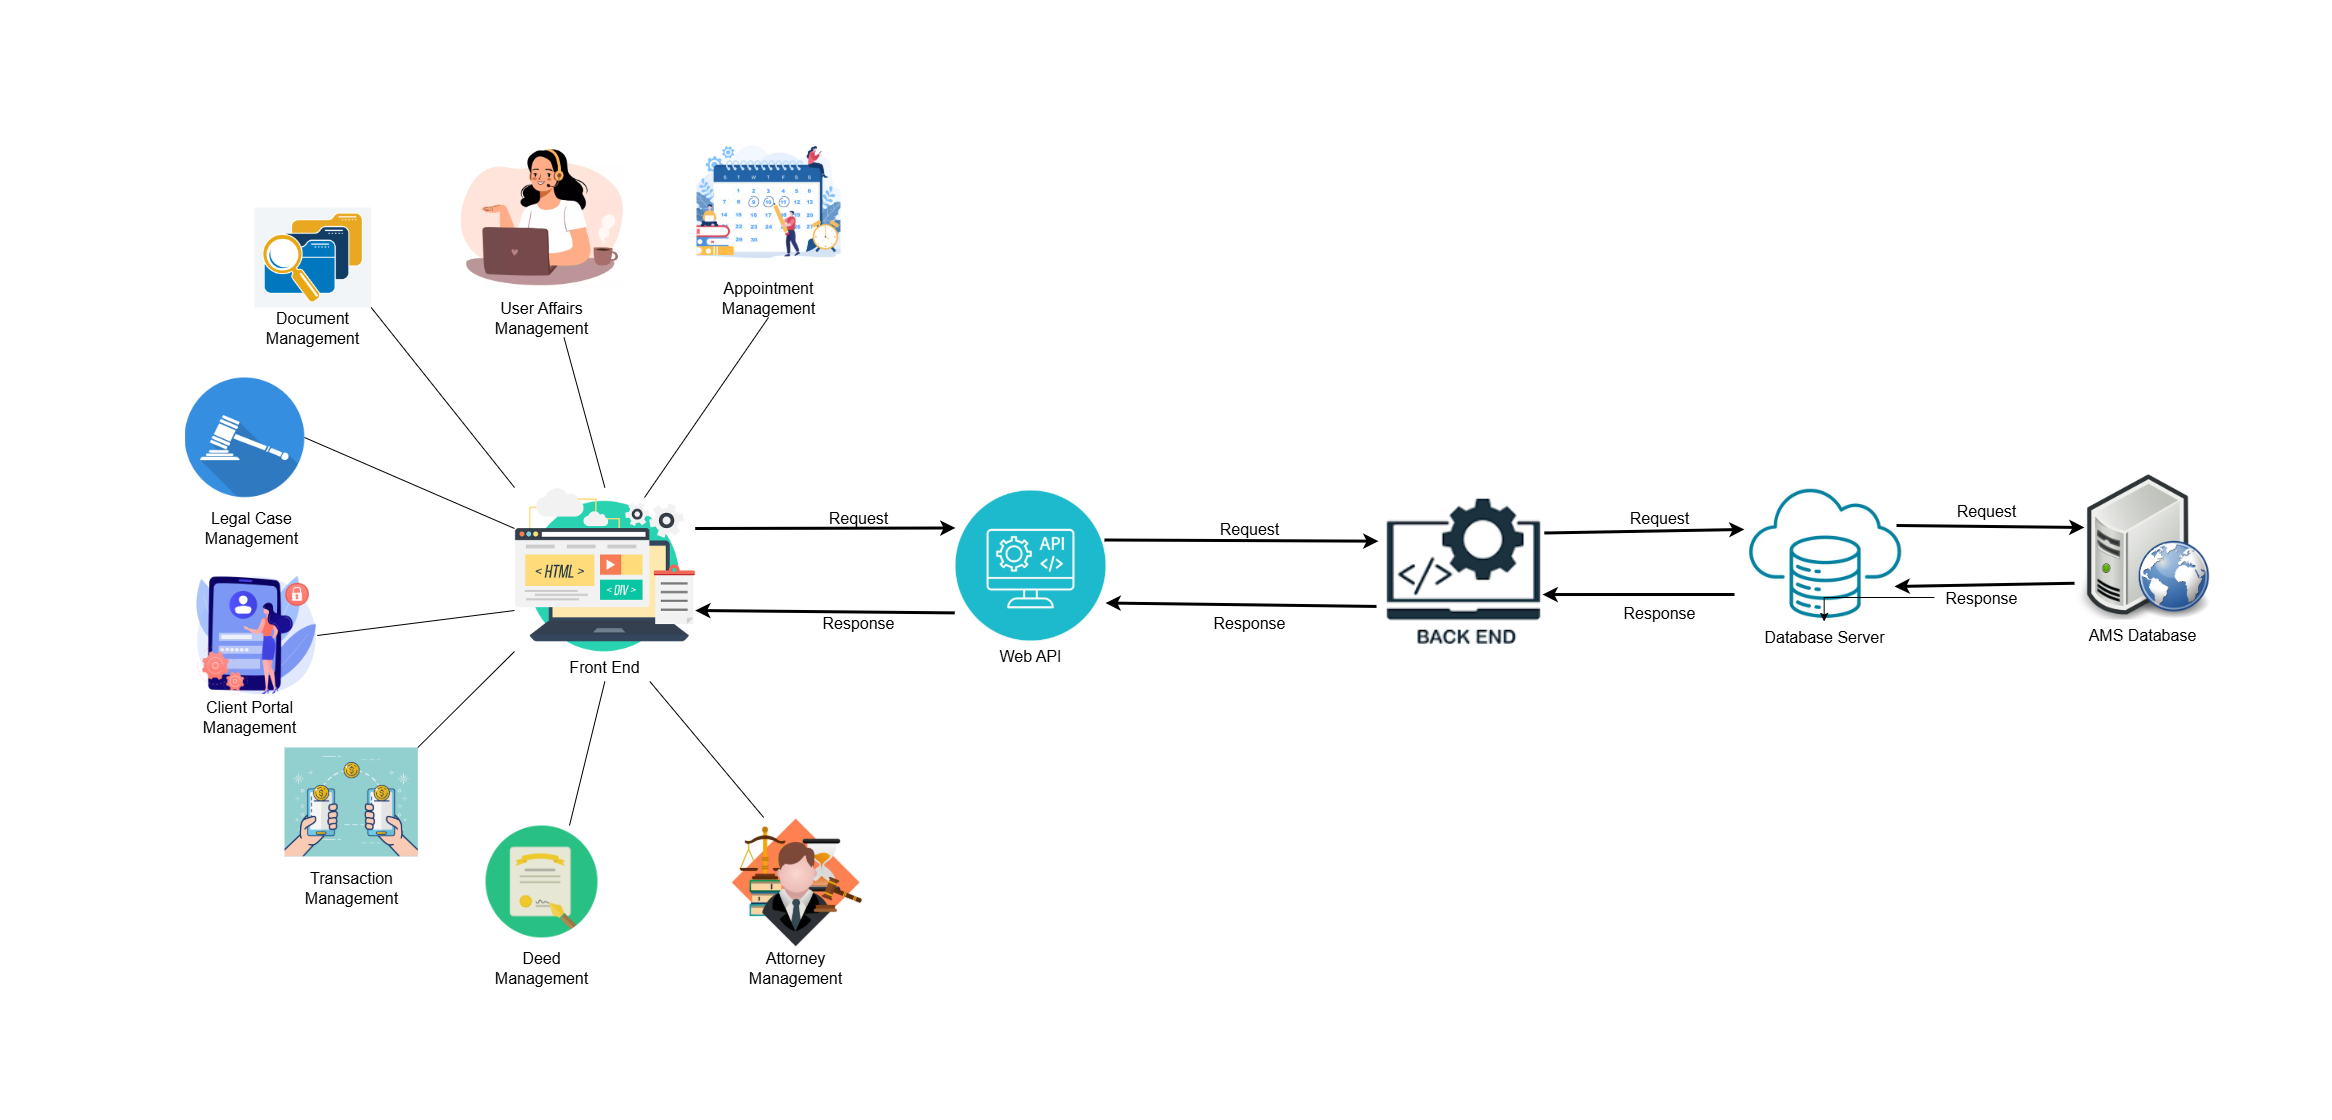 User Affairs
Management
Appointment
Management
Document
Management
Legal Case
Management
Client Portal
Management
Transaction
Management
Deed
Management
Attorney
Management
< HTML >
< DIV >
Front End
Request
Response
API
</>
Web API
Request
Response
</>
BACK END
Request
Response
Database Server
Request
Response
AMS Database